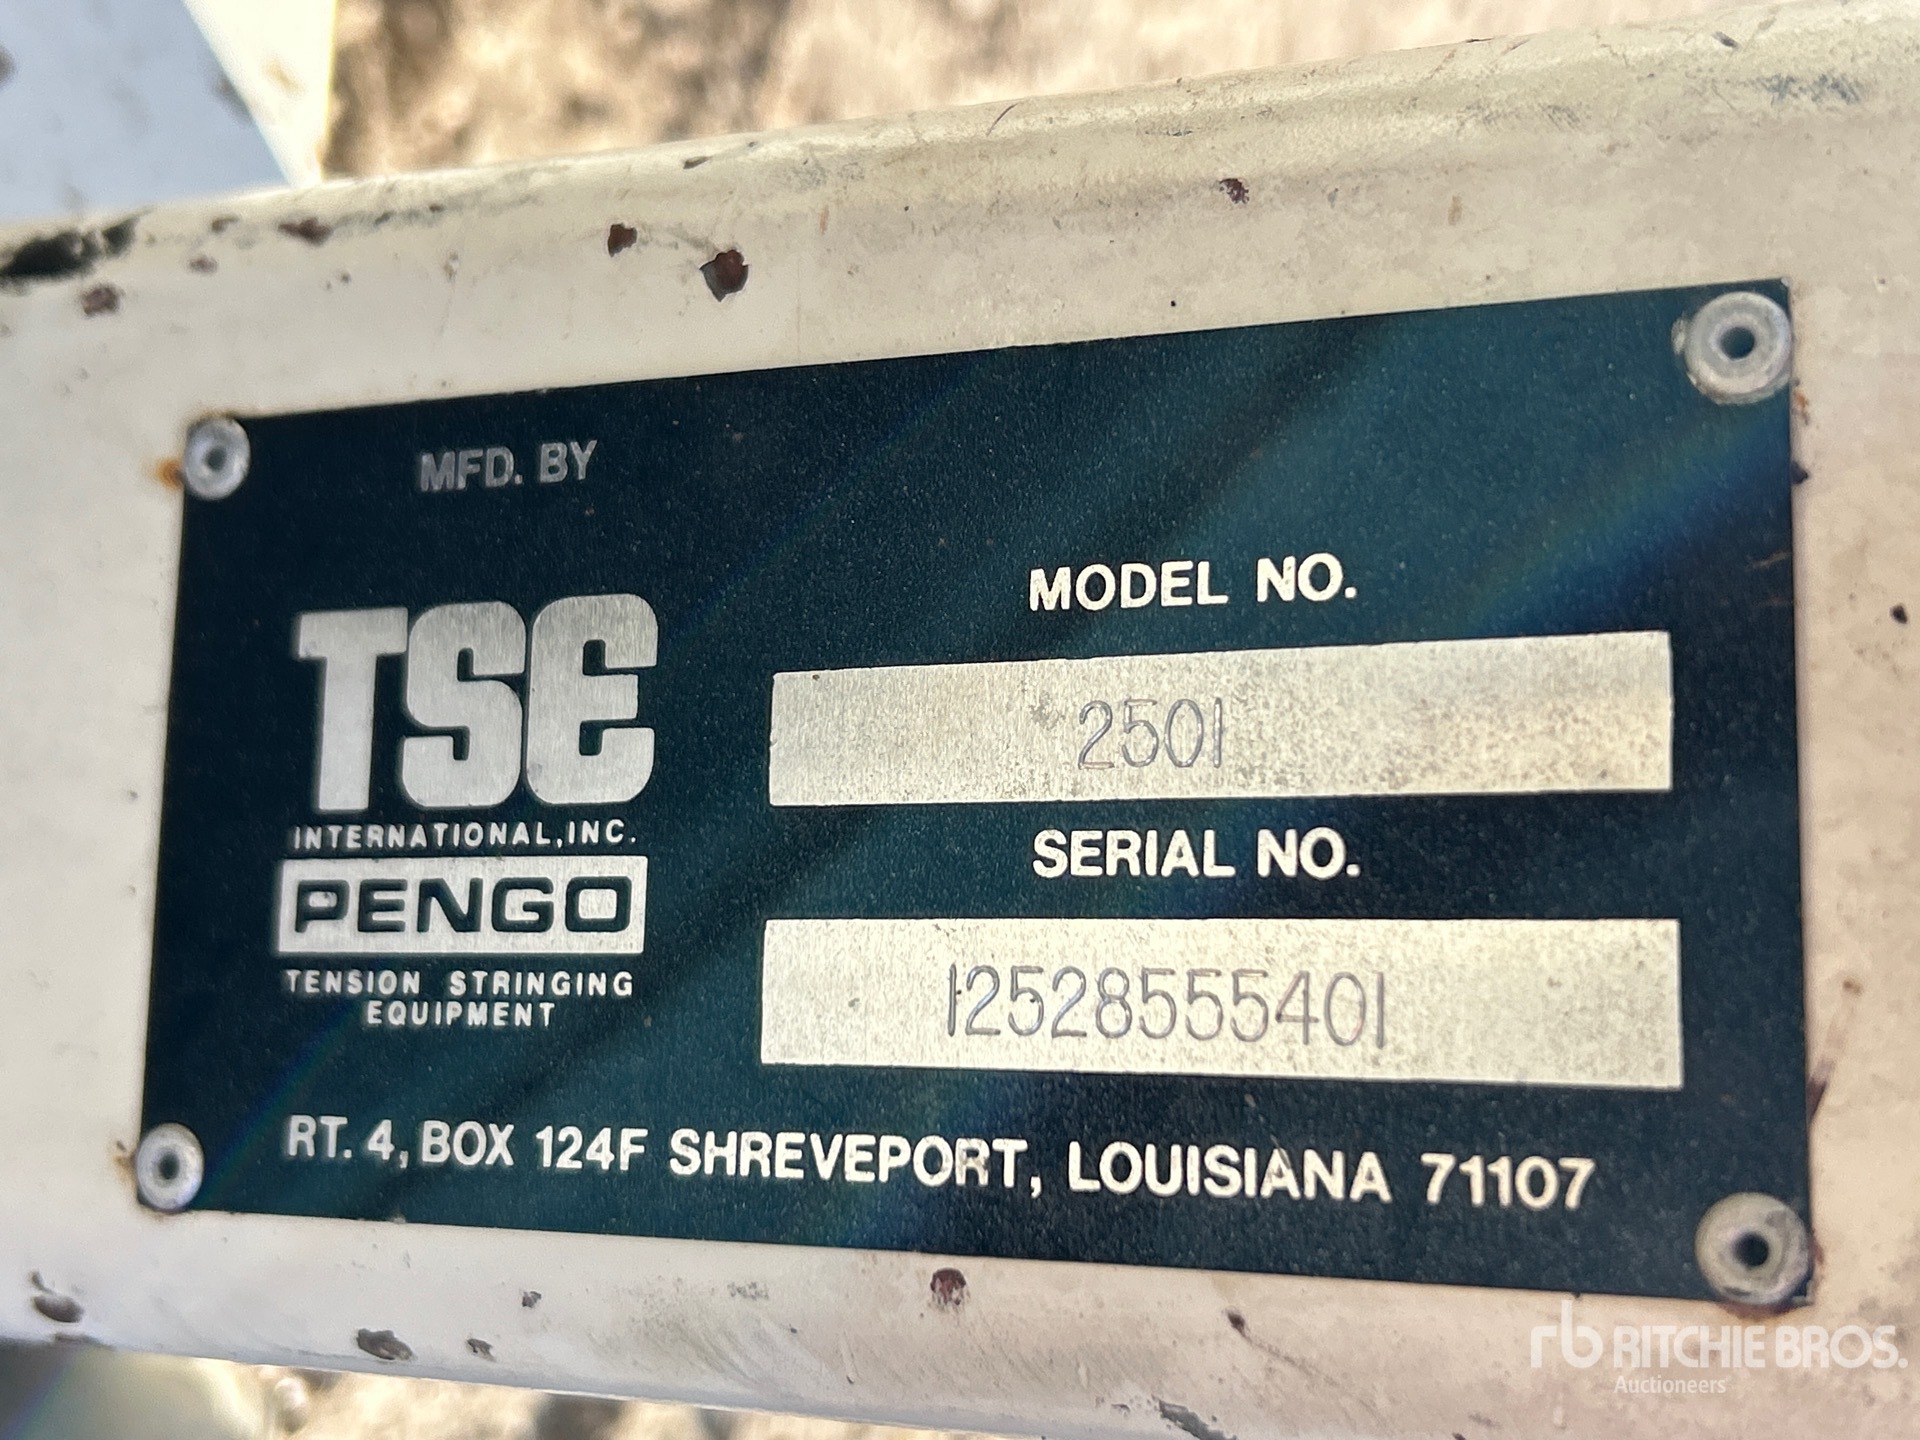 MFD. BY
TSE
INTERNATIONAL, INC.
PENGO
TENSION STRINGING
EQUIPMENT
MODEL NO.
2501
SERIAL NO.
12528555401
RT. 4, BOX 124F SHREVEPORT, LOUISIANA 71107
rb RITCHIE BROS.
Auctioneers